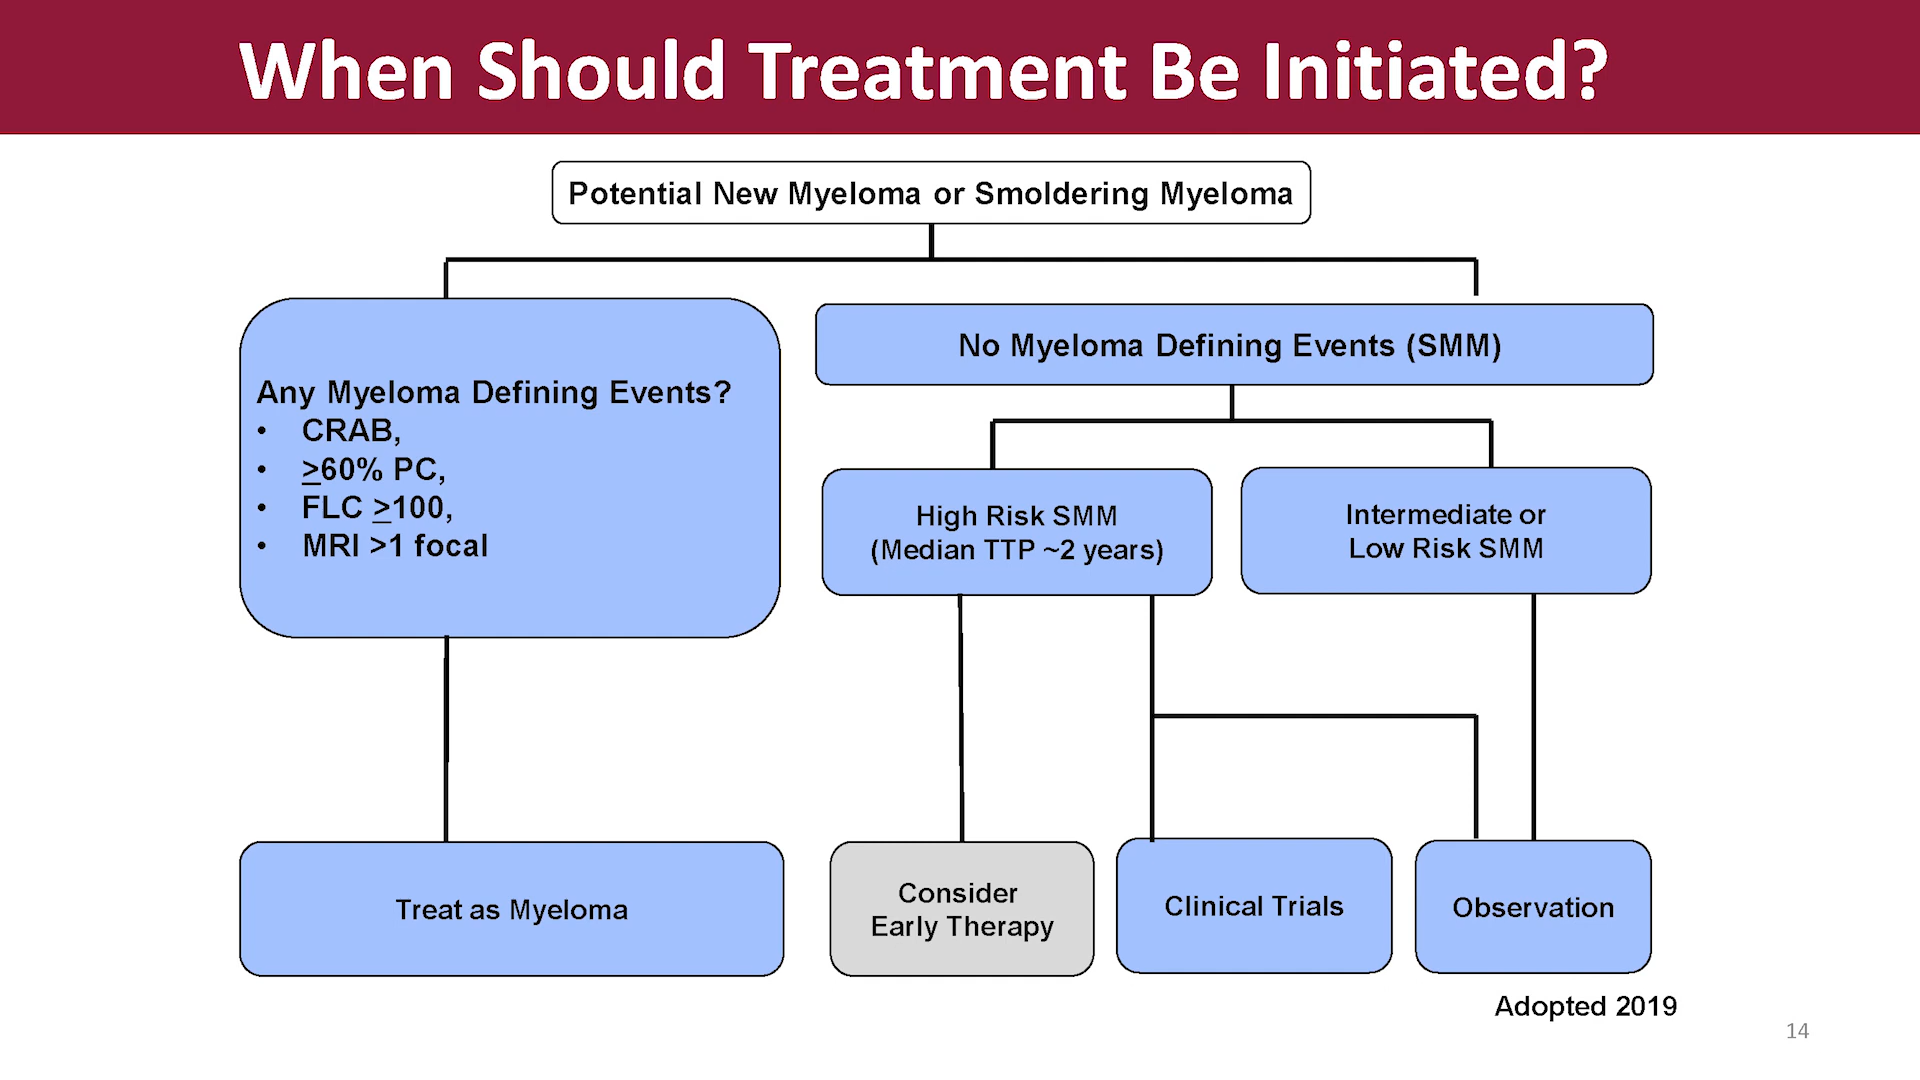 When Should Treatment Be Initiated?
Potential New Myeloma or Smoldering Myeloma
Any Myeloma Defining Events?
• CRAB,
• ≥60% PC,
• FLC ≥100,
• MRI >1 focal
No Myeloma Defining Events (SMM)
High Risk SMM
(Median TTP ~2 years)
Intermediate or
Low Risk SMM
Treat as Myeloma
Consider
Early Therapy
Clinical Trials
Observation
Adopted 2019
14